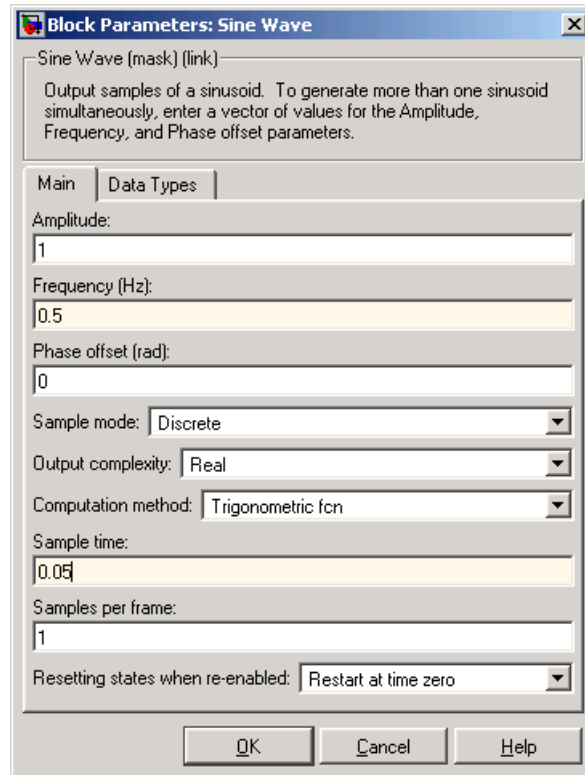 Block Parameters: Sine Wave
Sine Wave (mask) (link)
Output samples of a sinusoid. To generate more than one sinusoid
simultaneously, enter a vector of values for the Amplitude,
Frequency, and Phase offset parameters.
Main Data Types
Amplitude:
1
Frequency (Hz):
0.5
Phase offset (rad):
0
Sample mode: Discrete
Output complexity: Real
Computation method: Trigonometric fcn
Sample time:
0.05
Samples per frame:
1
Resetting states when re-enabled: Restart at time zero
OK Cancel Help